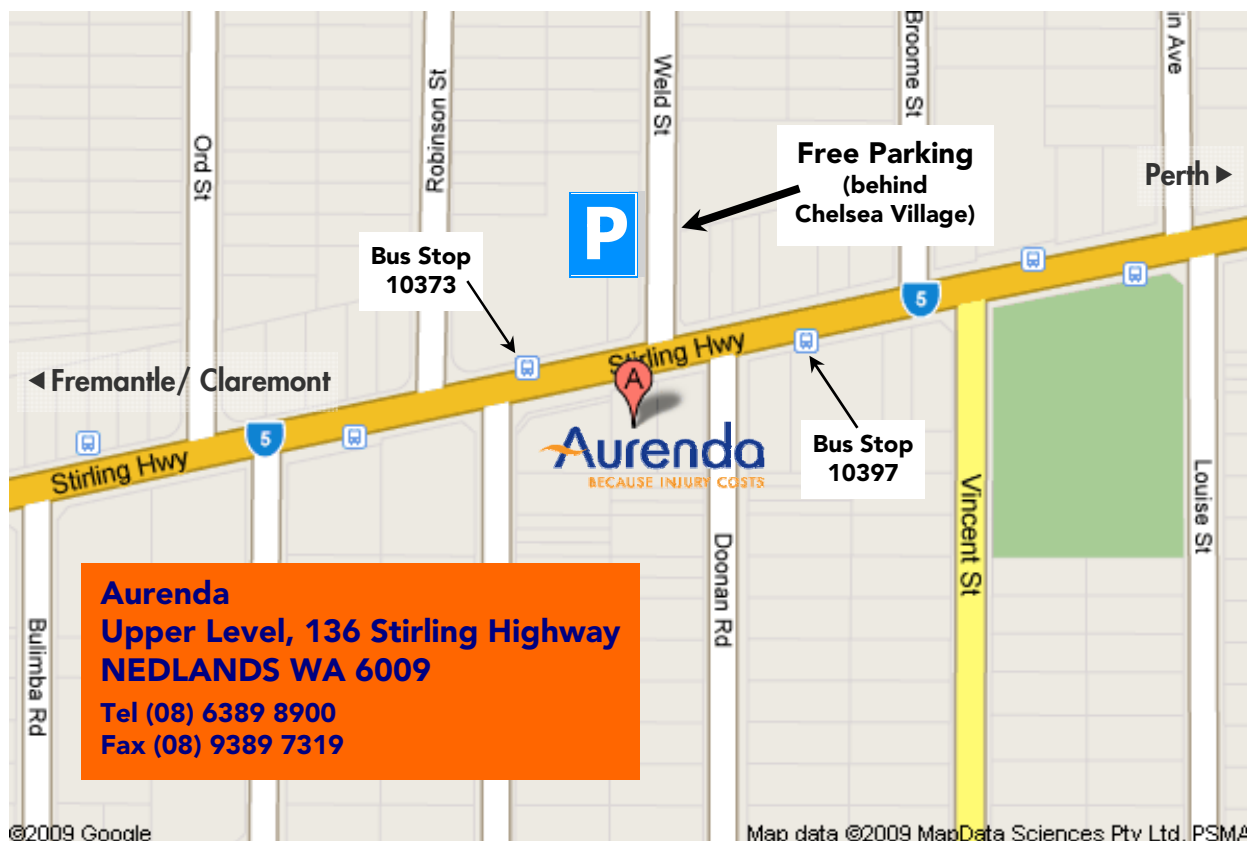 Ord St
Robinson St
Weld St
Broome St
in Ave
Free Parking
(behind
Chelsea Village)
P
Perth
Bus Stop
10373
5
Stirling Hwy
A
Fremantle/ Claremont
5
Aurenda
BECAUSE INJURY COSTS
Bus Stop
10397
Stirling Hwy
Vincent St
Louise St
Doonan Rd
Bulimba Rd
Aurenda
Upper Level, 136 Stirling Highway
NEDLANDS WA 6009
Tel (08) 6389 8900
Fax (08) 9389 7319
©2009 Google
Map data ©2009 MapData Sciences Pty Ltd, PSMA